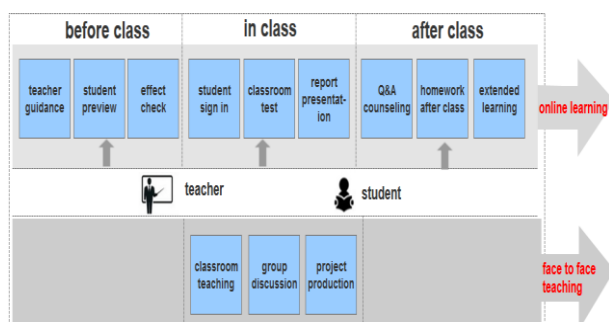 before class
in class
after class
teacher
guidance
student
preview
effect
check
student
sign in
classroom
test
report
presentat-
ion
Q&A
counseling
homework
after class
extended
learning
online learning
teacher
student
classroom
teaching
group
discussion
project
production
face to face
teaching